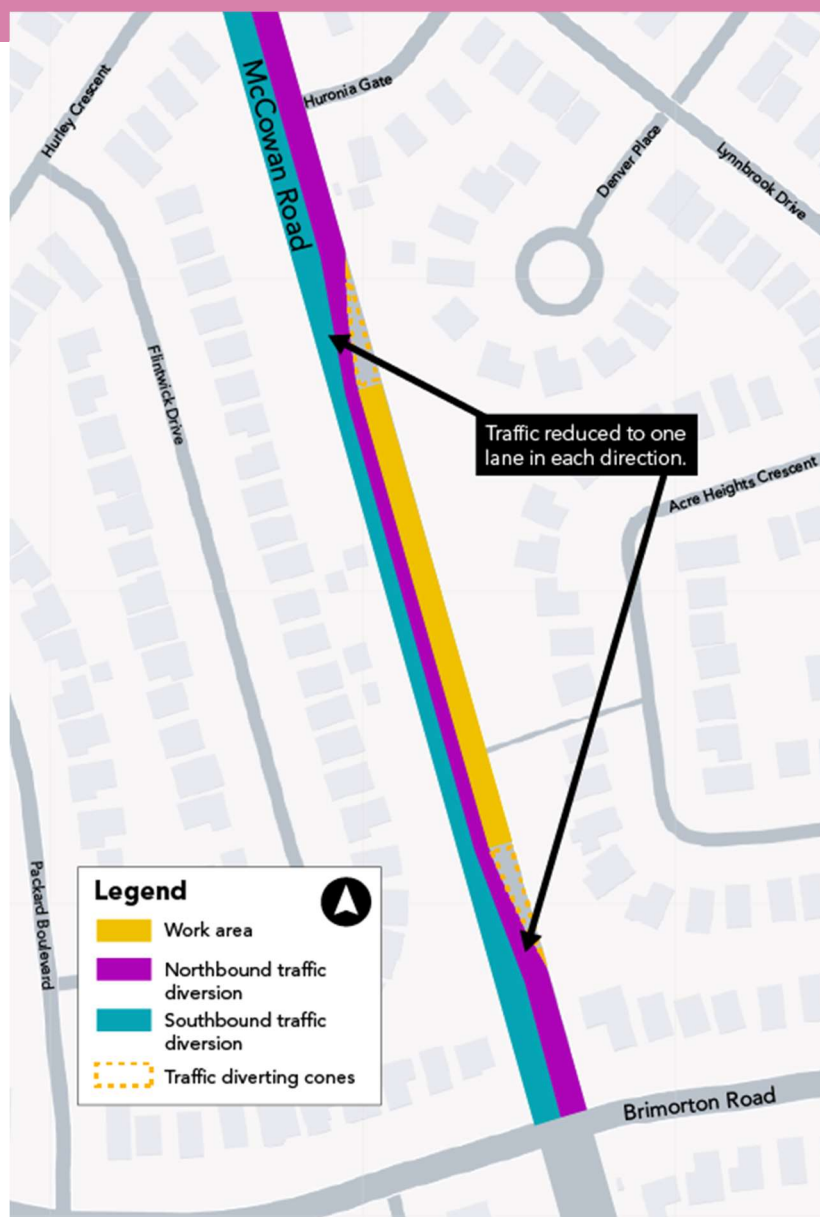 McCowan Road
Huronia Gate
Hurley Crescent
Denver Place
Lynnbrook Drive
Flintwick Drive
Traffic reduced to one
lane in each direction.
Acre Heights Crescent
Packard Boulevard
Legend
Work area
Northbound traffic
diversion
Southbound traffic
diversion
Traffic diverting cones
Brimorton Road